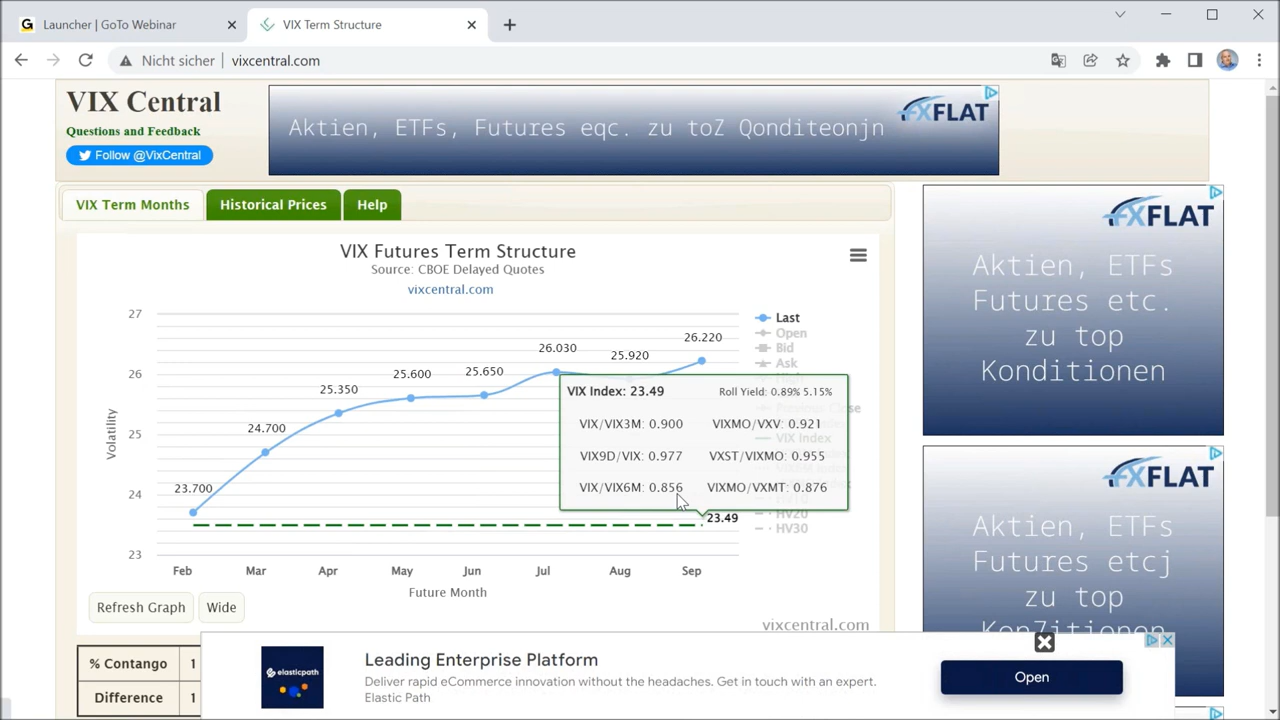 Launcher | GoTo Webinar
VIX Term Structure
Nicht sicher
vixcentral.com
VIX Central
Questions and Feedback
Follow @VixCentral
Aktien, ETFs, Futures eqc. zu toZ Qonditeonjn
FXFLAT
VIX Term Months
Historical Prices
Help
VIX Futures Term Structure
Source: CBOE Delayed Quotes
vixcentral.com
27
26
25
24
23
Volatility
23.700
24.700
25.350
25.600
25.650
26.030
25.920
26.220
Last
Open
Bid
Ask
VIX Index: 23.49
Roll Yield: 0.89% 5.15%
VIX/VIX3M: 0.900
VIXMO/VXV: 0.921
VIX9D/VIX: 0.977
VXST/VIXMO: 0.955
VIX/VIX6M: 0.856
VIXMO/VXMT: 0.876
VIX Index
23.49
HV20
HV30
Feb
Mar
Apr
May
Jun
Jul
Aug
Sep
Future Month
Refresh Graph
Wide
vixcentral.com
% Contango
1
Difference
1
FXFLAT
Aktien, ETFs
Futures etc.
zu top
Konditionen
FXFLAT
Aktien, ETFs
Futures etcj
zu top
Kon7itionen
elasticpath
Leading Enterprise Platform
Deliver rapid eCommerce innovation without the headaches. Get in touch with an expert.
Elastic Path
Open